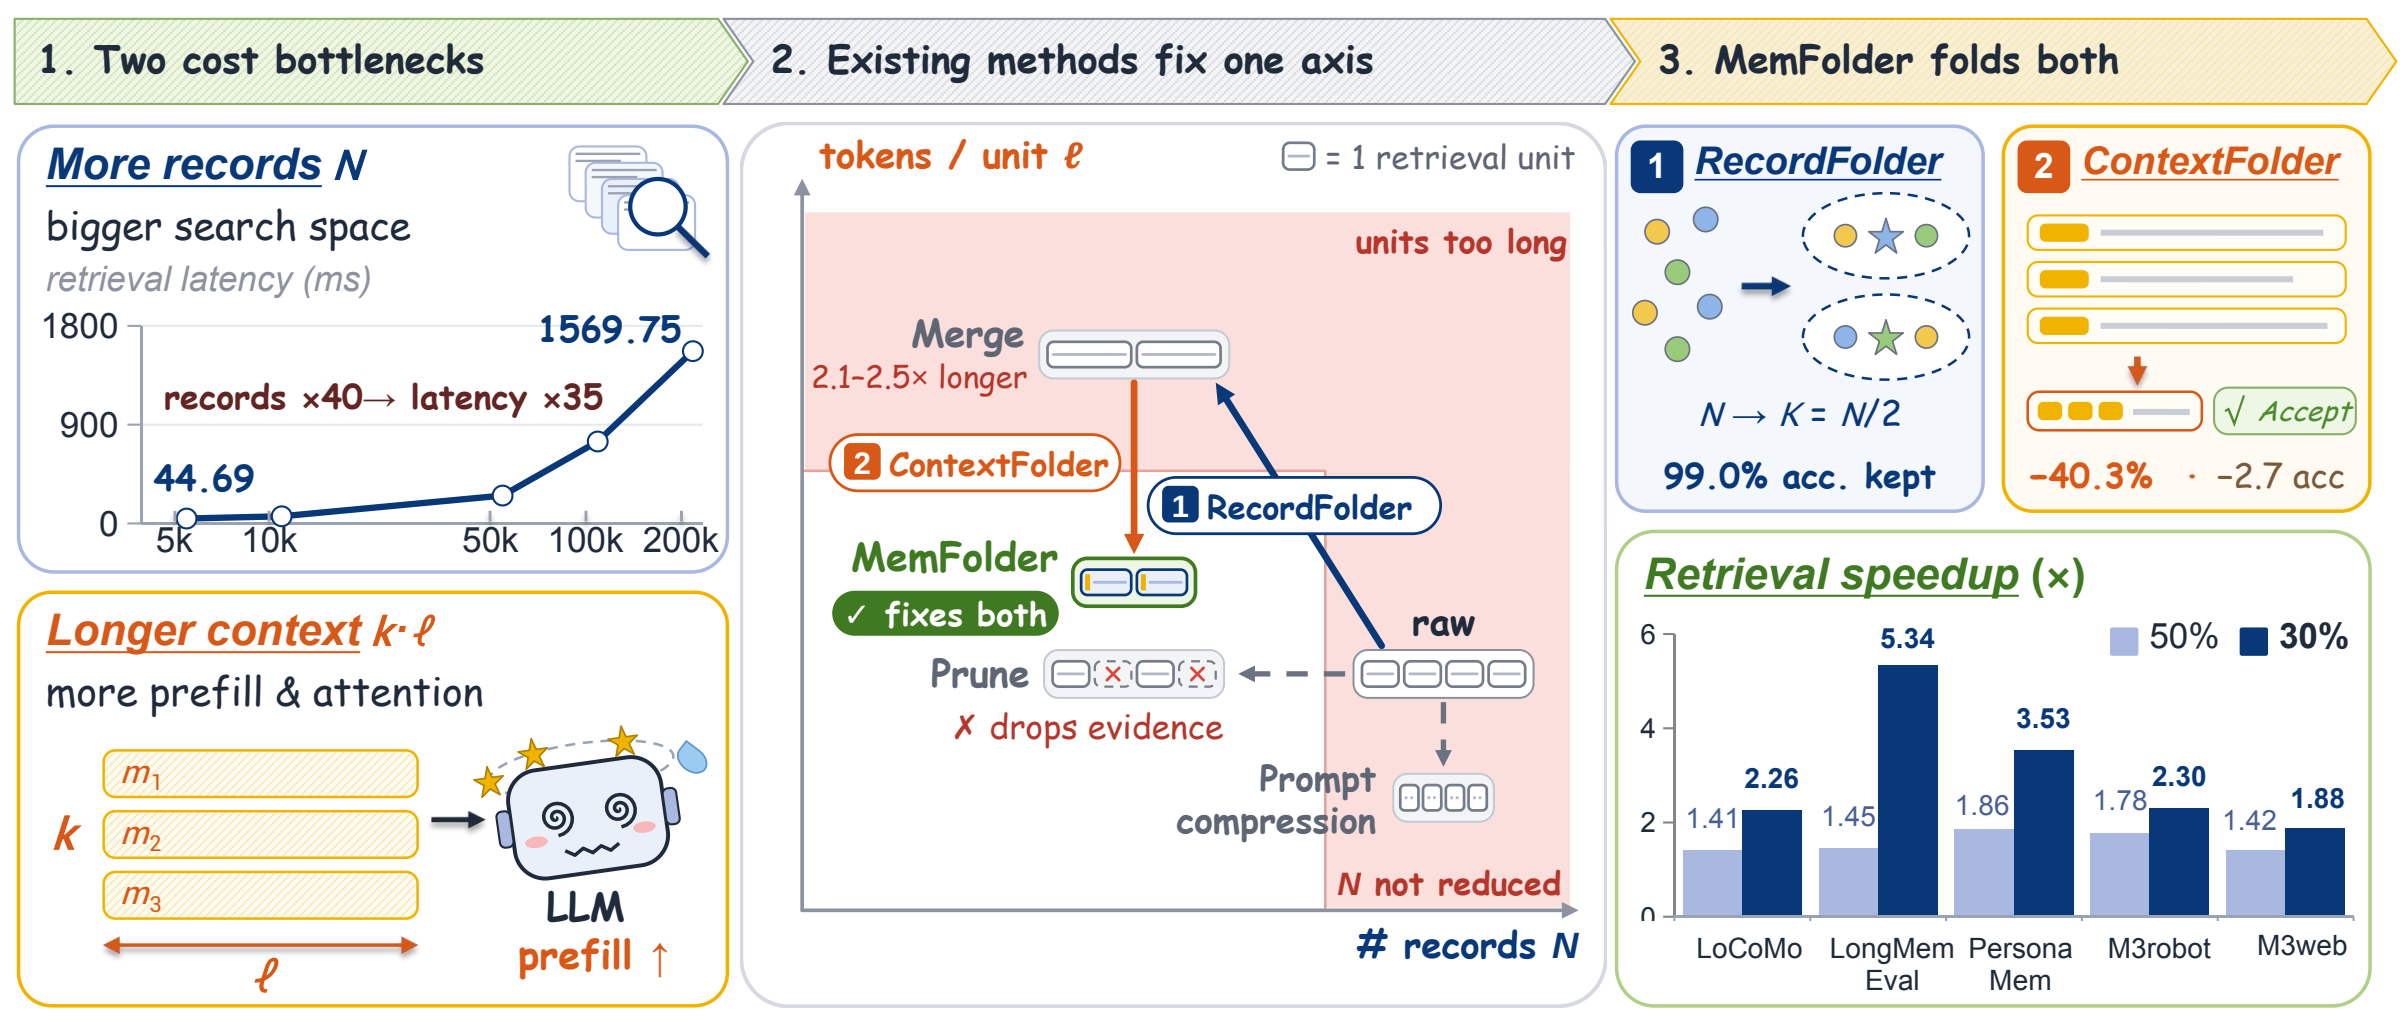 1. Two cost bottlenecks
2. Existing methods fix one axis
3. MemFolder folds both
More records N
bigger search space
retrieval latency (ms)
1800
1569.75
records ×40→ latency ×35
900
44.69
0
5k
10k
50k
100k
200k
Longer context k·ℓ
more prefill & attention
m1
k
m2
m3
ℓ
LLM
prefill ↑
tokens / unit ℓ
= 1 retrieval unit
units too long
Merge
2.1–2.5× longer
2 ContextFolder
1 RecordFolder
MemFolder
✓ fixes both
raw
Prune
✗ drops evidence
Prompt
compression
N not reduced
# records N
1 RecordFolder
N → K = N/2
99.0% acc. kept
2 ContextFolder
√ Accept
−40.3% · −2.7 acc
Retrieval speedup (×)
50%
30%
6
4
2
0
1.41
2.26
1.45
5.34
1.86
3.53
1.78
2.30
1.42
1.88
LoCoMo
LongMem
Eval
Persona
Mem
M3robot
M3web